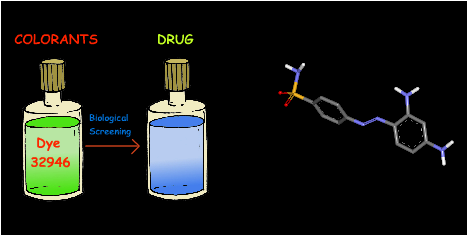 COLORANTS
DRUG
Biological
Screening
Dye
32946